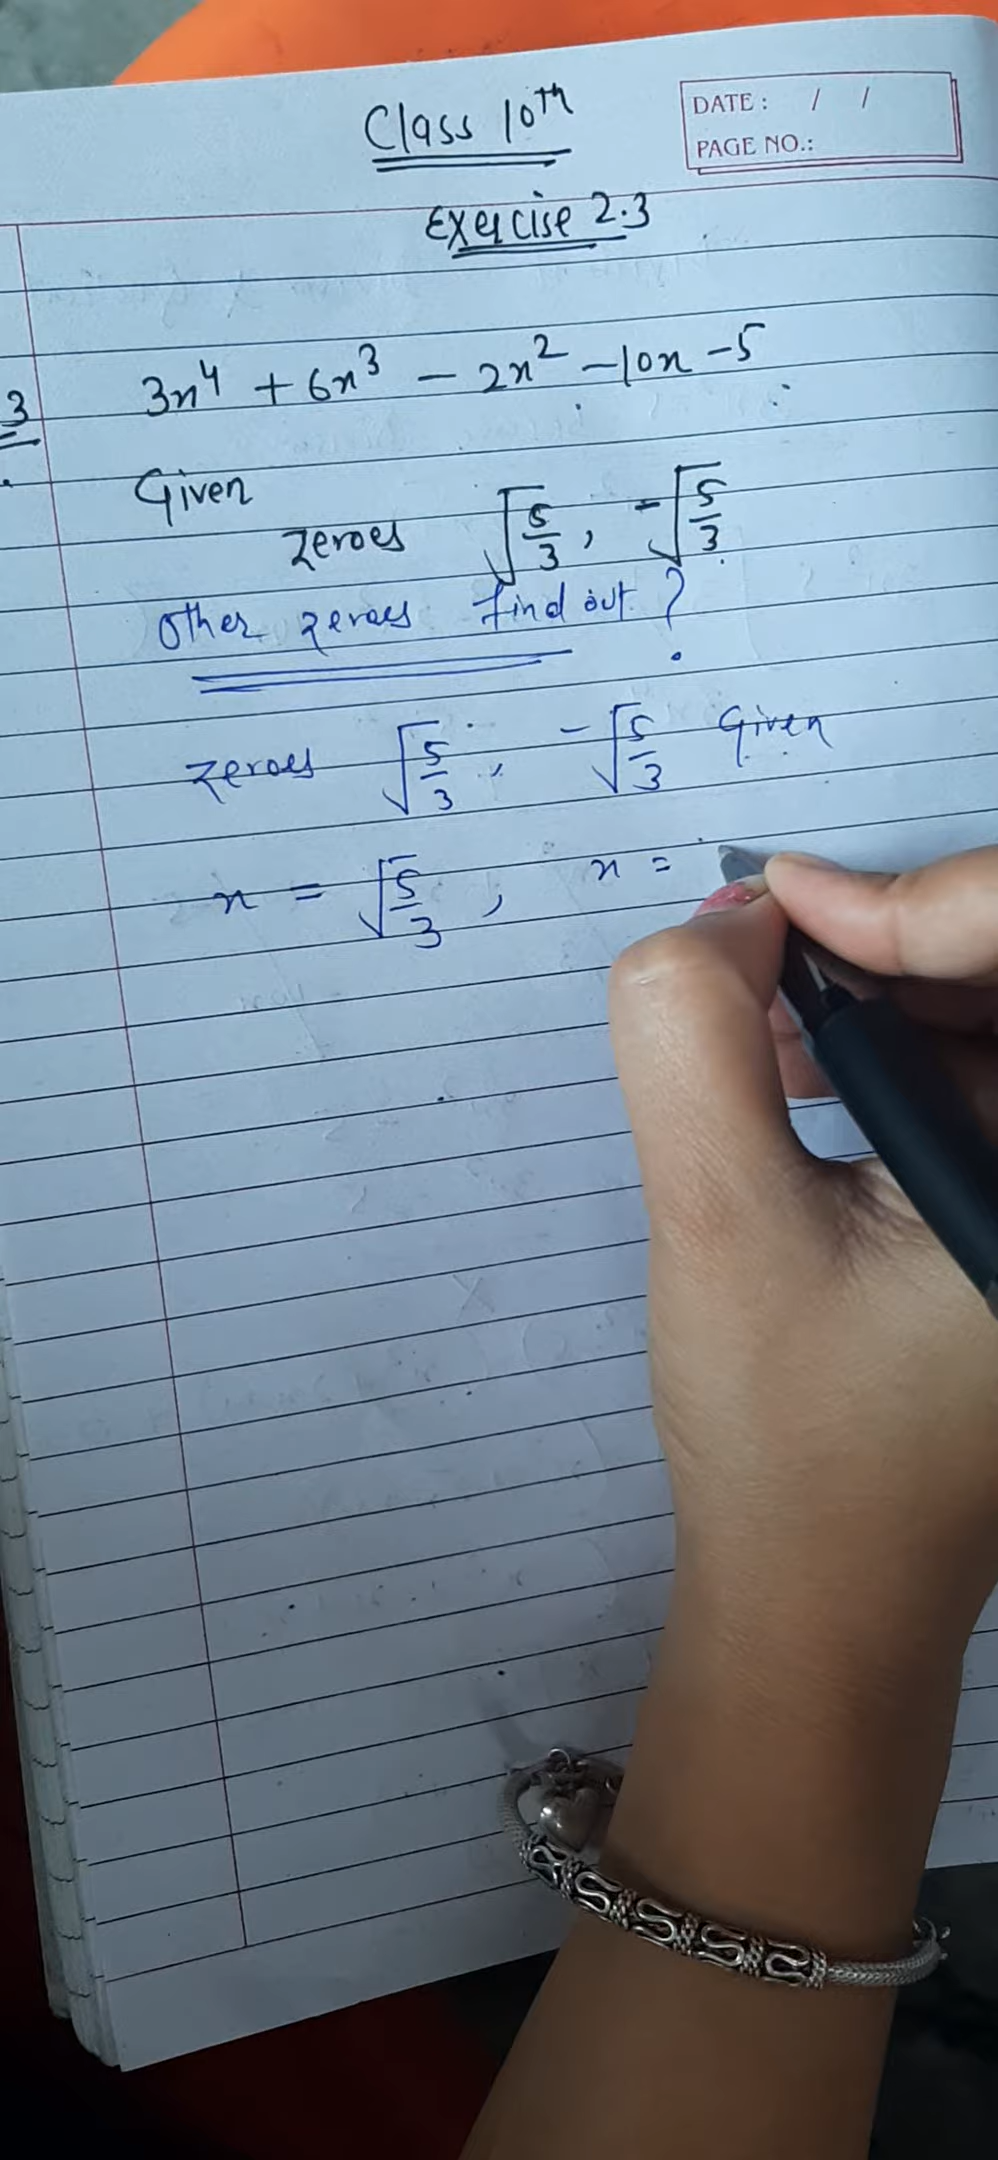 Class 10th
DATE : / /
PAGE NO.:
Exercise 2.3
3 3x⁴ + 6x³ - 2x² - 10x - 5
Given
zeroes √5/3, -√5/3
Other zeroes find out ?
zeroes √5/3, -√5/3 Given
x = √5/3, x =